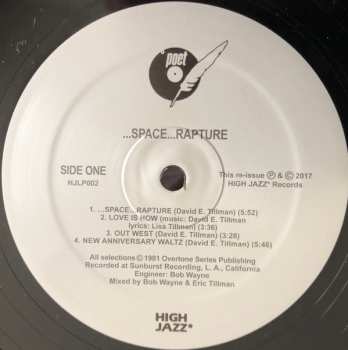 poet
...SPACE...RAPTURE
SIDE ONE
HJLP002
This re-issue Ⓟ & © 2017
HIGH JAZZ* Records
1. ...SPACE...RAPTURE (David E. Tillman) (5:52)
2. LOVE IS HOW (music: David E. Tillman
lyrics: Lisa Tillman) (3:36)
3. OUT WEST (David E. Tillman) (3:28)
4. NEW ANNIVERSARY WALTZ (David E. Tillman) (5:46)
All selections © 1981 Overtone Series Publishing
Recorded at Sunburst Recording, L. A., California
Engineer: Bob Wayne
Mixed by Bob Wayne & Eric Tillman
HIGH
JAZZ*